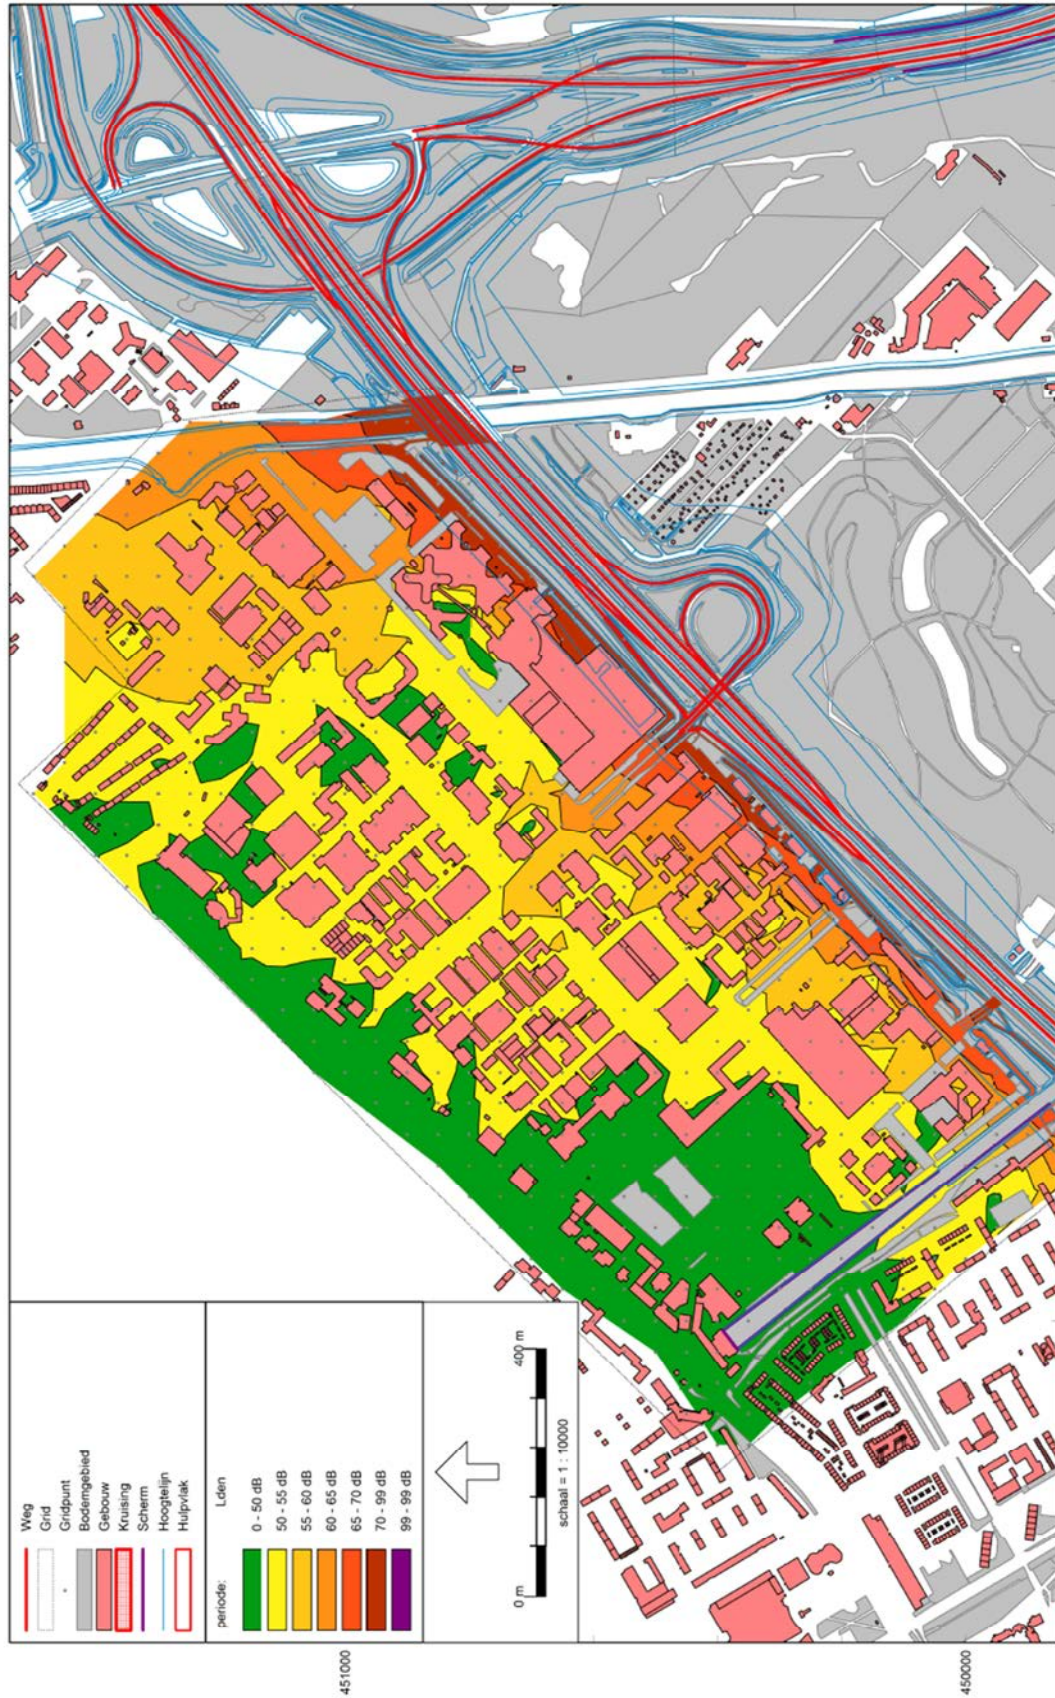 Weg
Grid
Gridpunt
Bodemgebied
Gebouw
Kruising
Scherm
Hoogtelijn
Hulpvlak
periode: Lden
0 - 50 dB
50 - 55 dB
55 - 60 dB
60 - 65 dB
65 - 70 dB
70 - 99 dB
99 - 99 dB
0 m 400 m
schaal = 1 : 10000
451000
450000